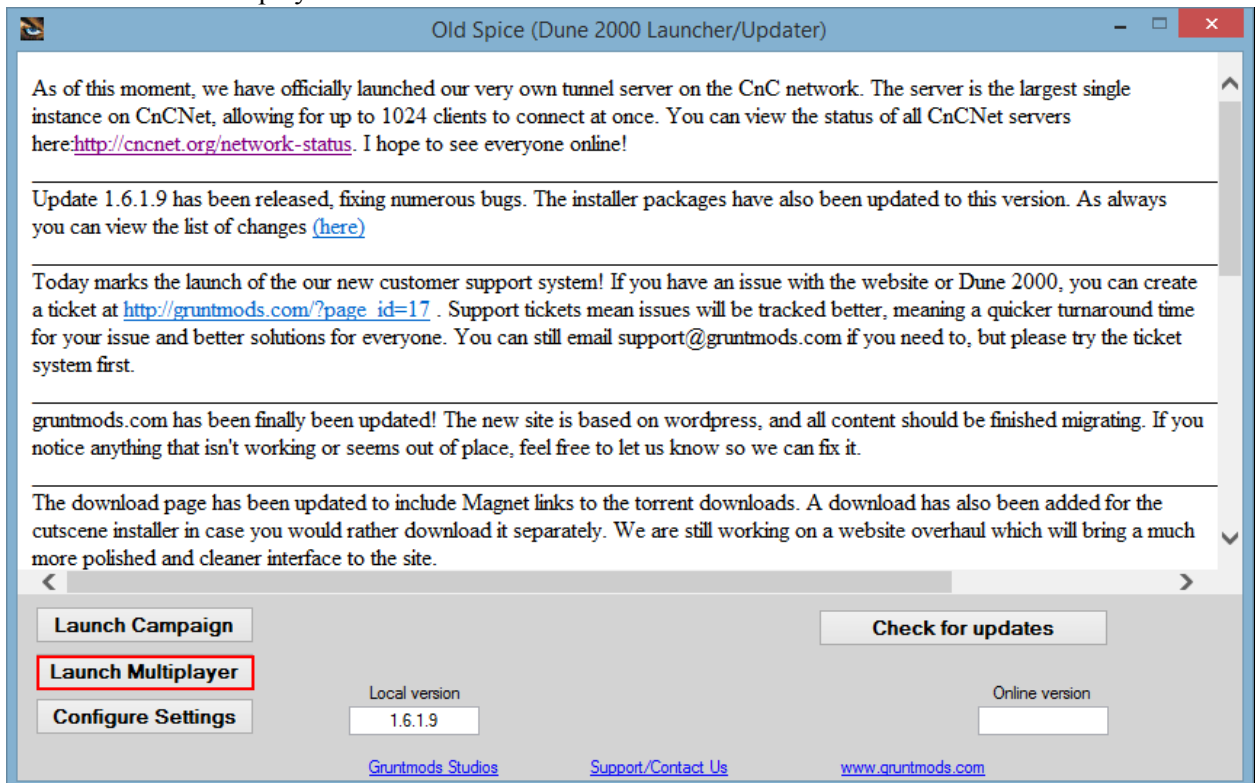 Old Spice (Dune 2000 Launcher/Updater)
As of this moment, we have officially launched our very own tunnel server on the CnC network. The server is the largest single
instance on CnCNet, allowing for up to 1024 clients to connect at once. You can view the status of all CnCNet servers
here:http://cncnet.org/network-status. I hope to see everyone online!
Update 1.6.1.9 has been released, fixing numerous bugs. The installer packages have also been updated to this version. As always
you can view the list of changes (here)
Today marks the launch of the our new customer support system! If you have an issue with the website or Dune 2000, you can create
a ticket at http://gruntmods.com/?page_id=17 . Support tickets mean issues will be tracked better, meaning a quicker turnaround time
for your issue and better solutions for everyone. You can still email support@gruntmods.com if you need to, but please try the ticket
system first.
gruntmods.com has been finally been updated! The new site is based on wordpress, and all content should be finished migrating. If you
notice anything that isn't working or seems out of place, feel free to let us know so we can fix it.
The download page has been updated to include Magnet links to the torrent downloads. A download has also been added for the
cutscene installer in case you would rather download it separately. We are still working on a website overhaul which will bring a much
more polished and cleaner interface to the site.
Launch Campaign
Check for updates
Launch Multiplayer
Local version
Online version
Configure Settings
1.6.1.9
Gruntmods Studios
Support/Contact Us
www.gruntmods.com